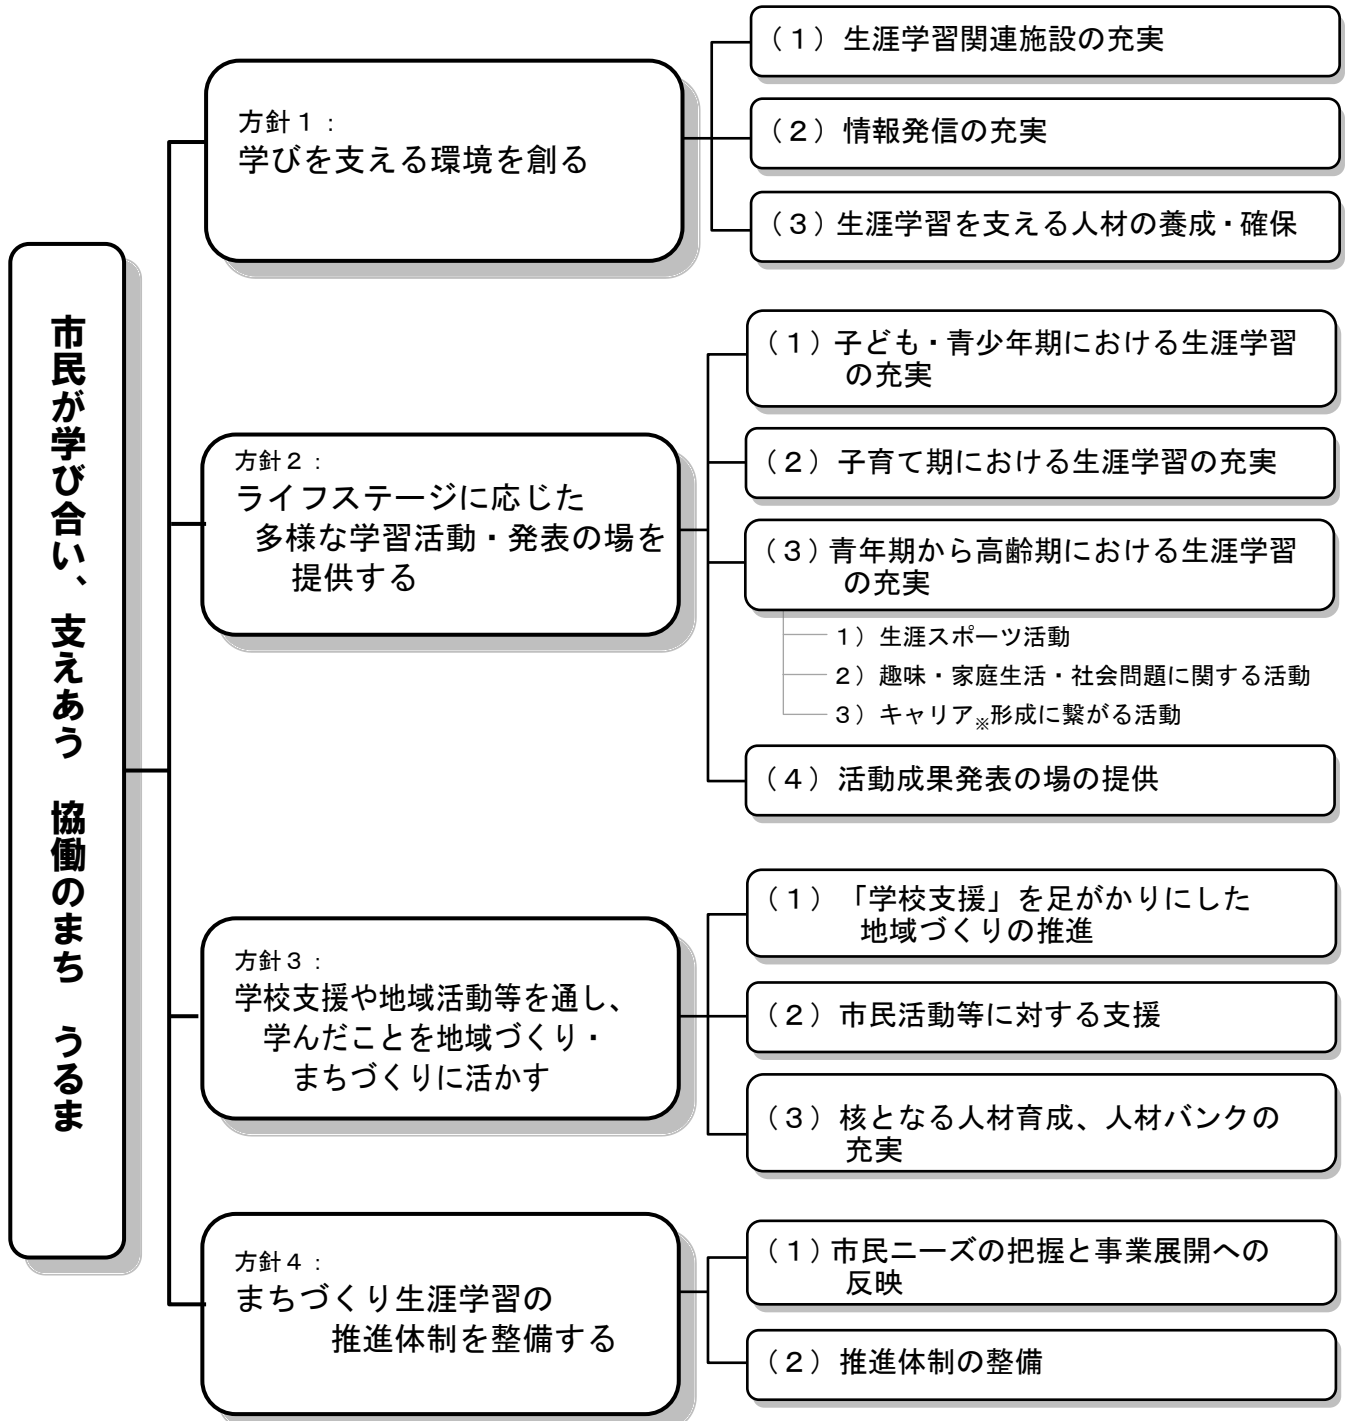 市民が学び合い、支えあう　協働のまち　うるま
方針１：
学びを支える環境を創る
（１）生涯学習関連施設の充実
（２）情報発信の充実
（３）生涯学習を支える人材の養成・確保
方針２：
ライフステージに応じた
多様な学習活動・発表の場を
提供する
（１）子ども・青少年期における生涯学習
の充実
（２）子育て期における生涯学習の充実
（３）青年期から高齢期における生涯学習
の充実
１）生涯スポーツ活動
２）趣味・家庭生活・社会問題に関する活動
３）キャリア※形成に繋がる活動
（４）活動成果発表の場の提供
方針３：
学校支援や地域活動等を通し、
学んだことを地域づくり・
まちづくりに活かす
（１）「学校支援」を足がかりにした
地域づくりの推進
（２）市民活動等に対する支援
（３）核となる人材育成、人材バンクの
充実
方針４：
まちづくり生涯学習の
推進体制を整備する
（１）市民ニーズの把握と事業展開への
反映
（２）推進体制の整備